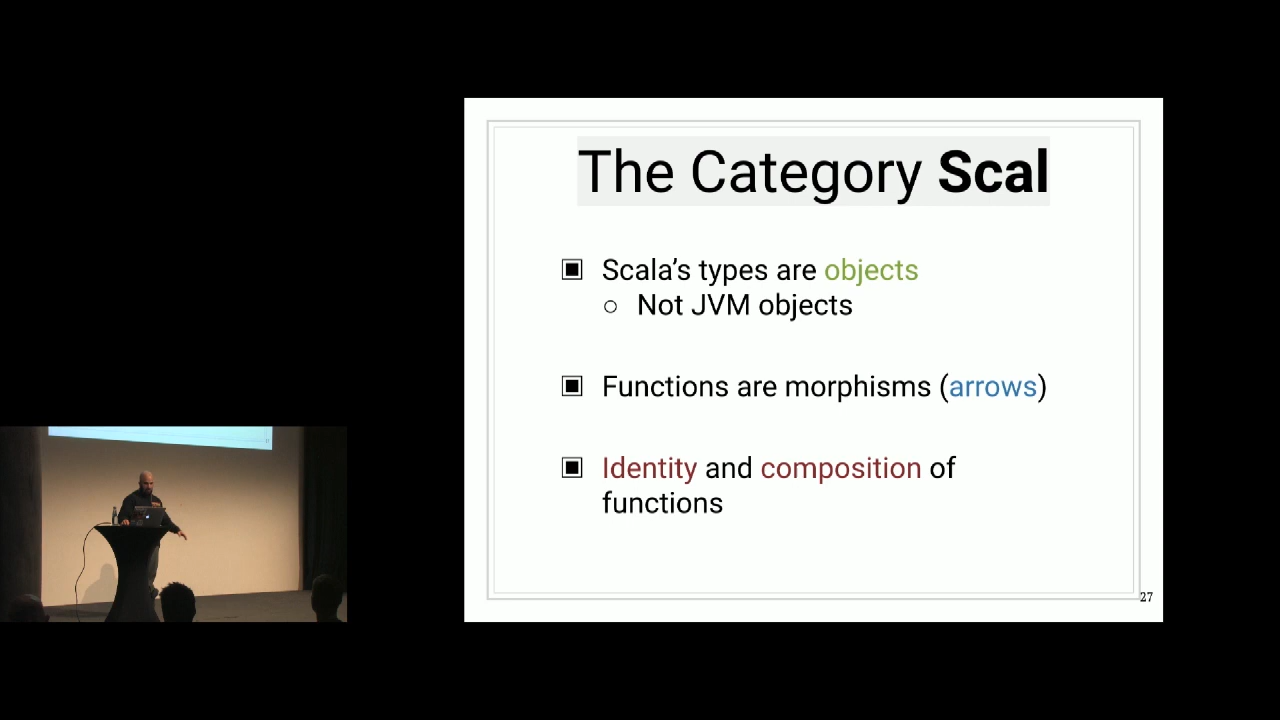 The Category Scal
Scala's types are objects
Not JVM objects
Functions are morphisms (arrows)
Identity and composition of
functions
27